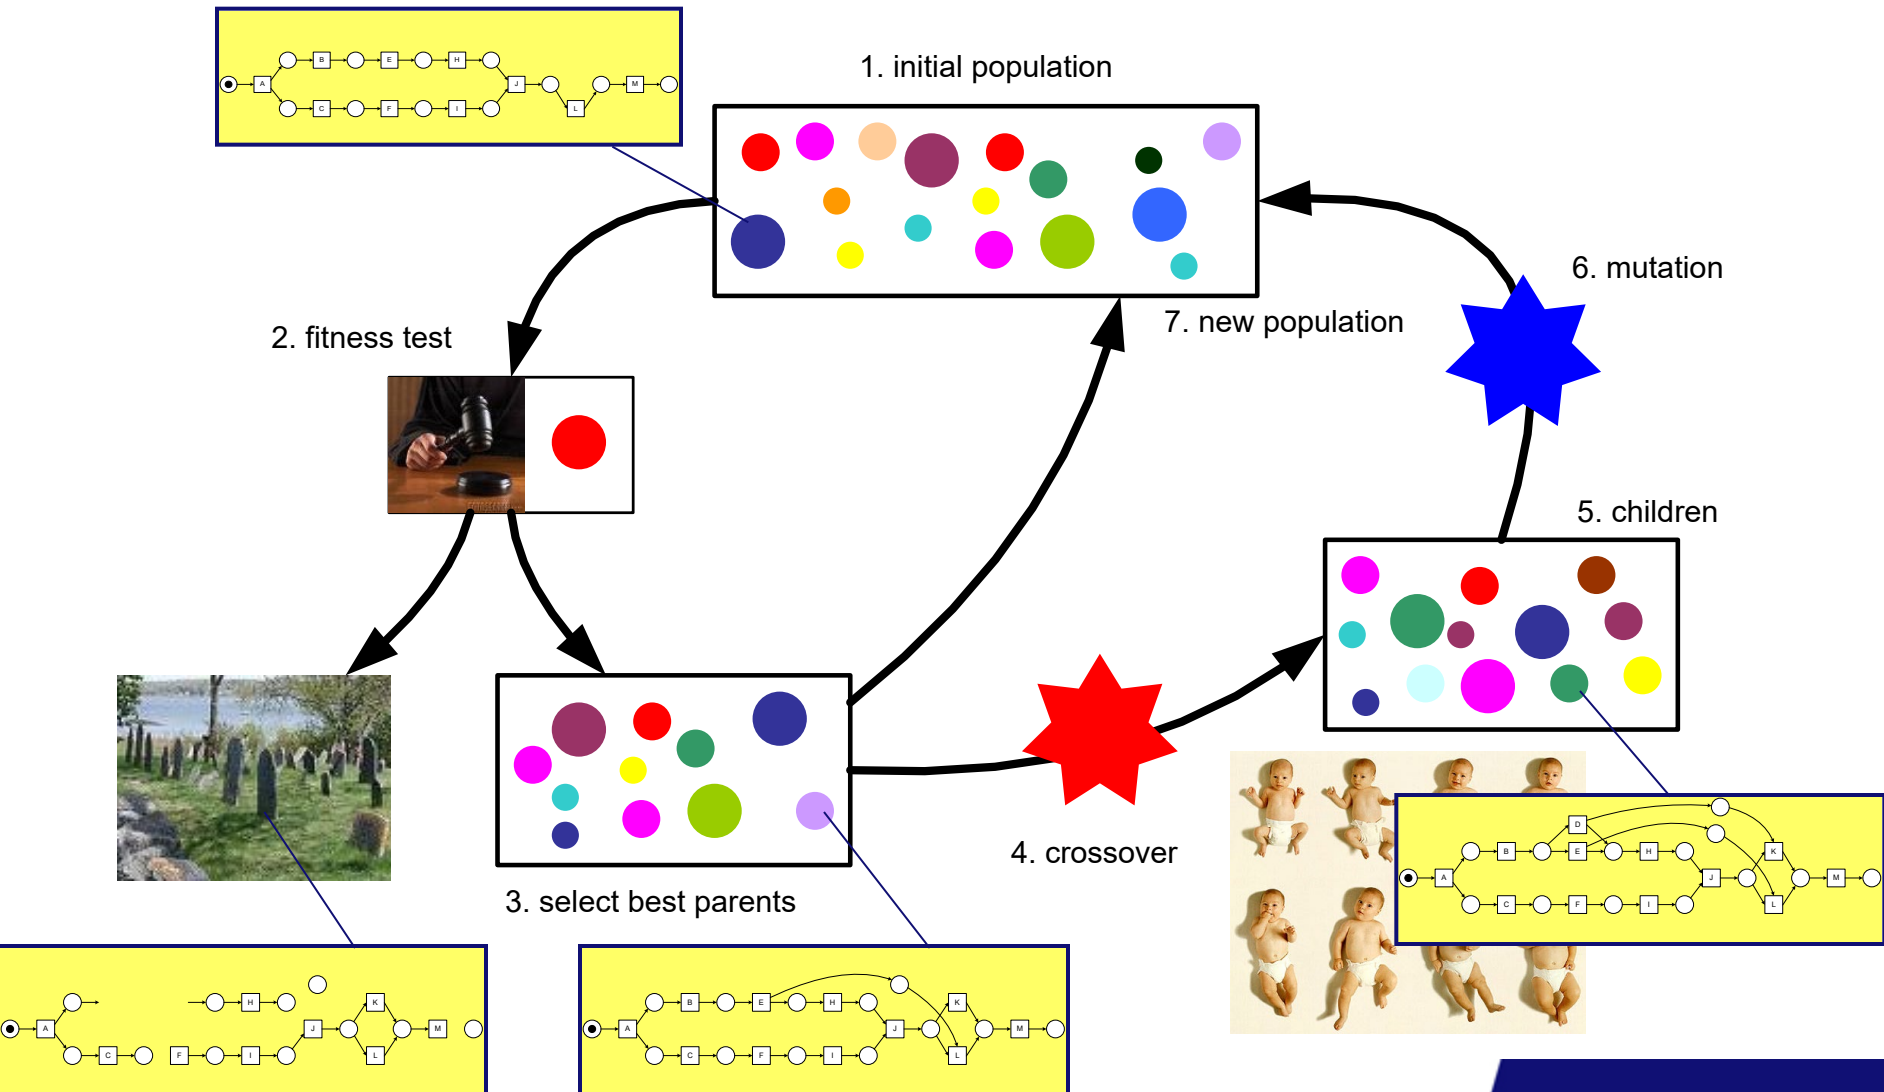 B E H
A J M
C F I L
1. initial population
6. mutation
7. new population
2. fitness test
5. children
4. crossover
3. select best parents
D
B E H K
A J M
C F I L
H K
A J M
C F I L
B E H K
A J M
C F I L